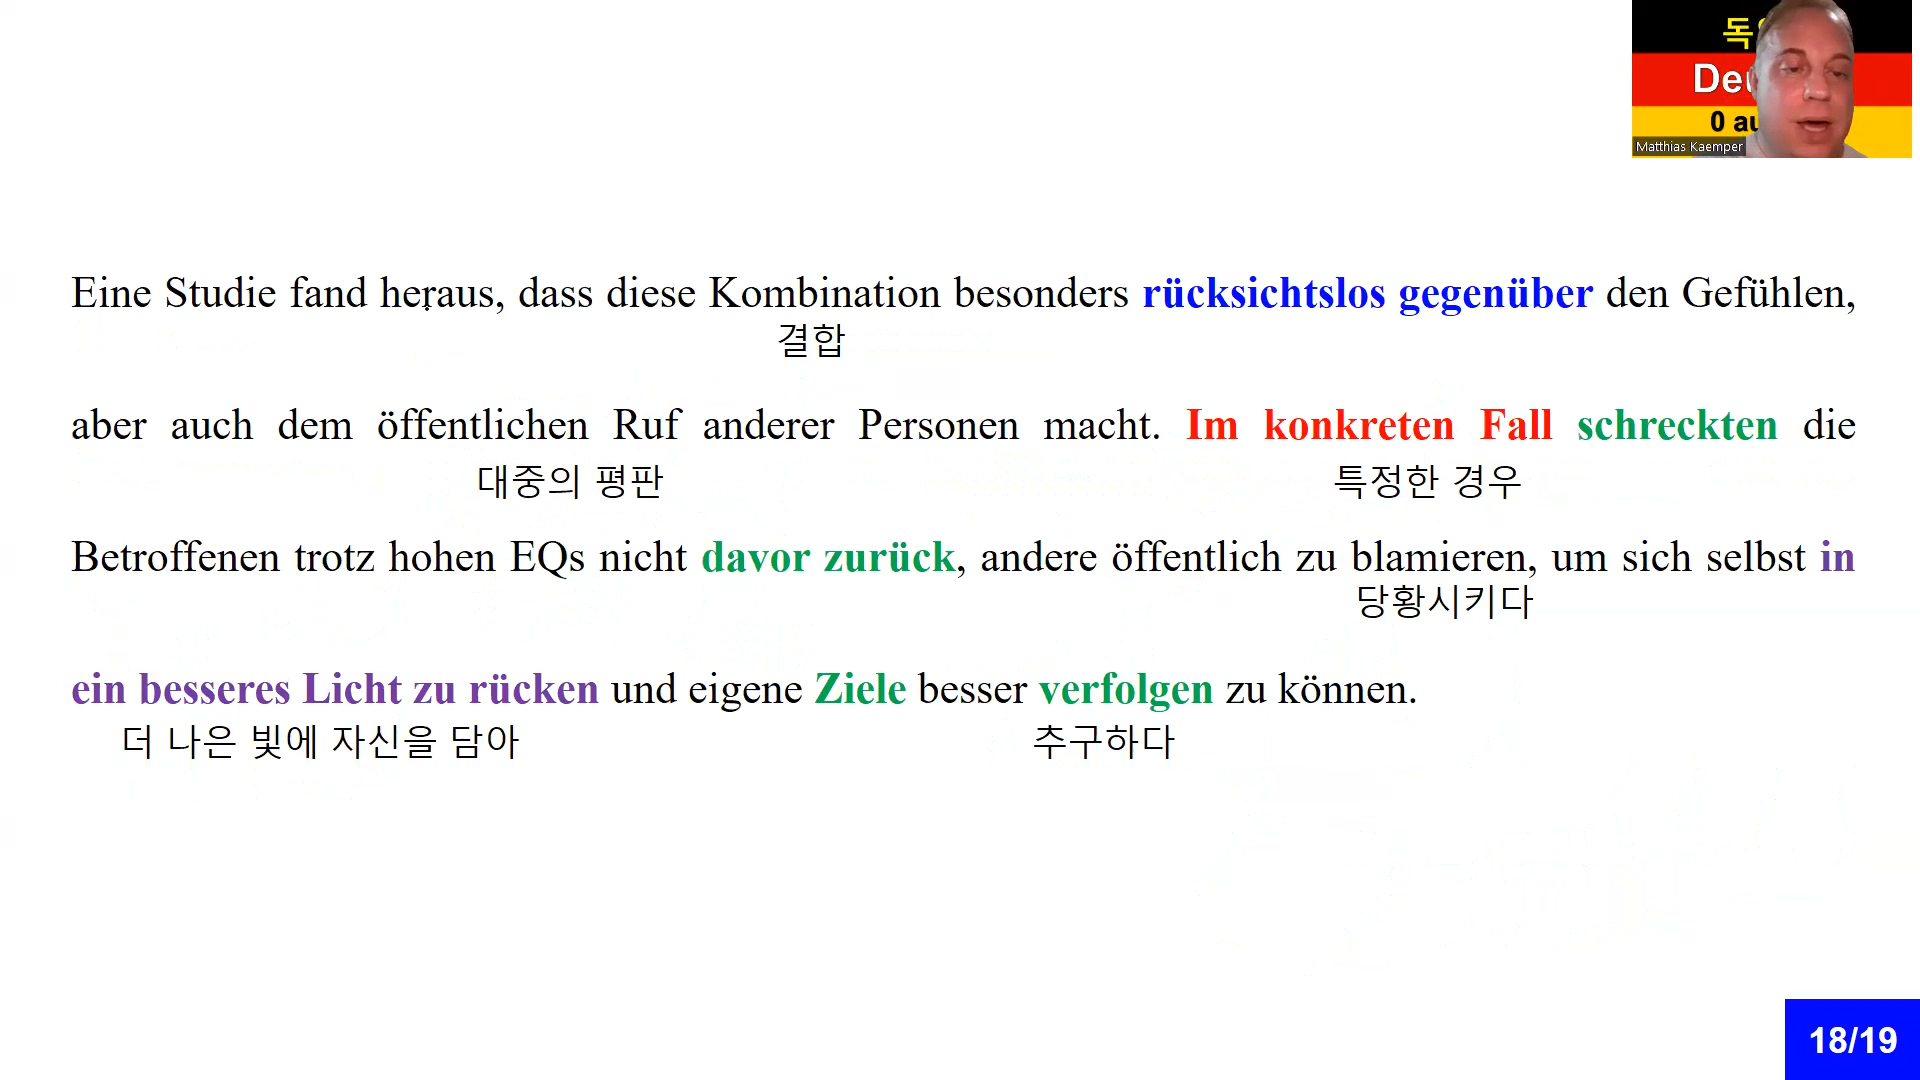 독
Deu
0 au
Matthias Kaemper
Eine Studie fand heraus, dass diese Kombination besonders rücksichtslos gegenüber den Gefühlen,
결합
aber auch dem öffentlichen Ruf anderer Personen macht. Im konkreten Fall schreckten die
대중의 평판 특정한 경우
Betroffenen trotz hohen EQs nicht davor zurück, andere öffentlich zu blamieren, um sich selbst in
당황시키다
ein besseres Licht zu rücken und eigene Ziele besser verfolgen zu können.
더 나은 빛에 자신을 담아 추구하다
18/19